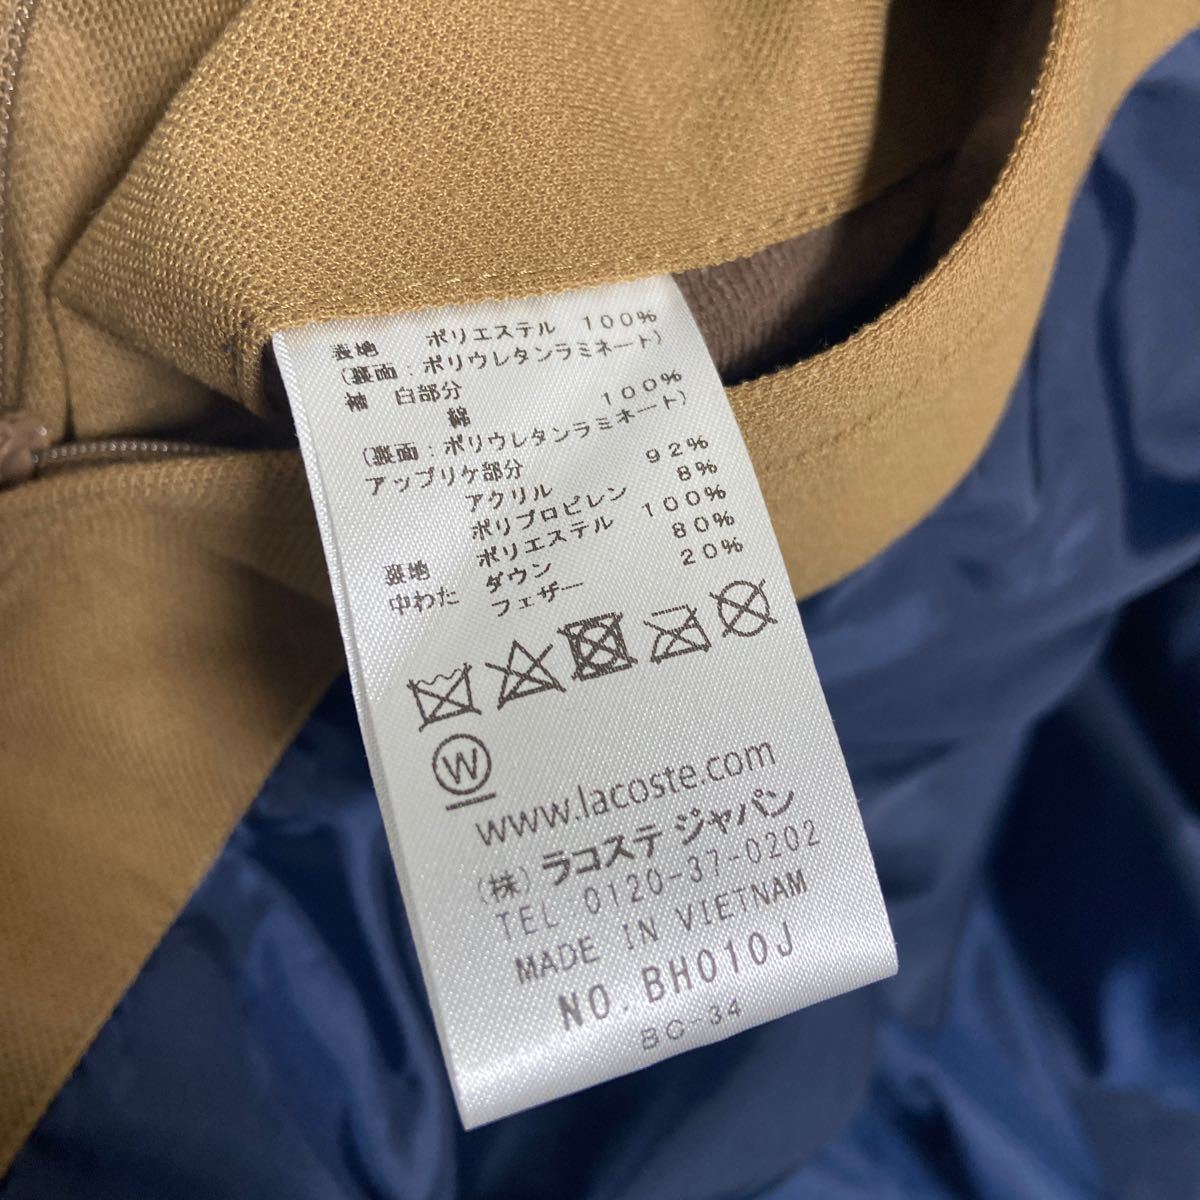 表地 ポリエステル 100%
(裏面:ポリウレタンラミネート)
袖 白部分
綿 100%
(裏面:ポリウレタンラミネート)
アップリケ部分
アクリル 92%
ポリプロピレン 8%
裏地 ポリエステル 100%
中わた ダウン 80%
フェザー 20%
W
www.lacoste.com
(株)ラコステ ジャパン
TEL.0120-37-0202
MADE IN VIETNAM
NO. BH010J
BC-34